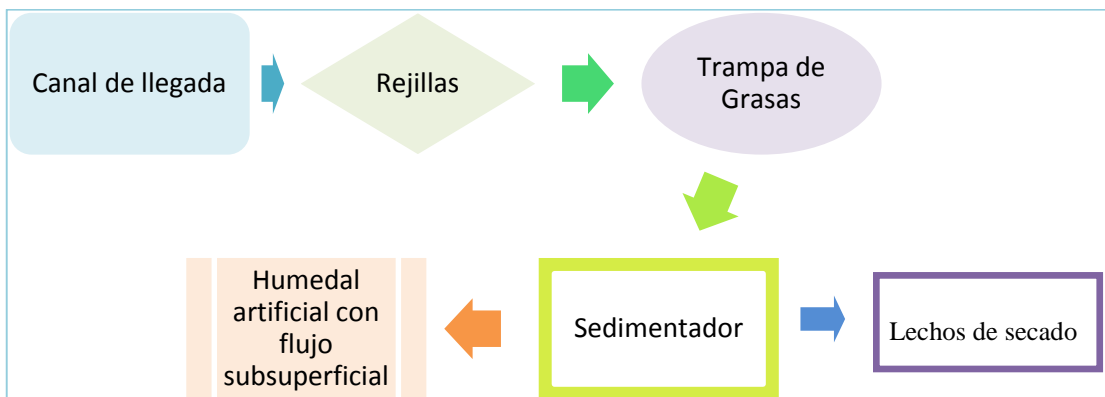 Canal de llegada
Rejillas
Trampa de
Grasas
Humedal
artificial con
flujo
subsuperficial
Sedimentador
Lechos de secado